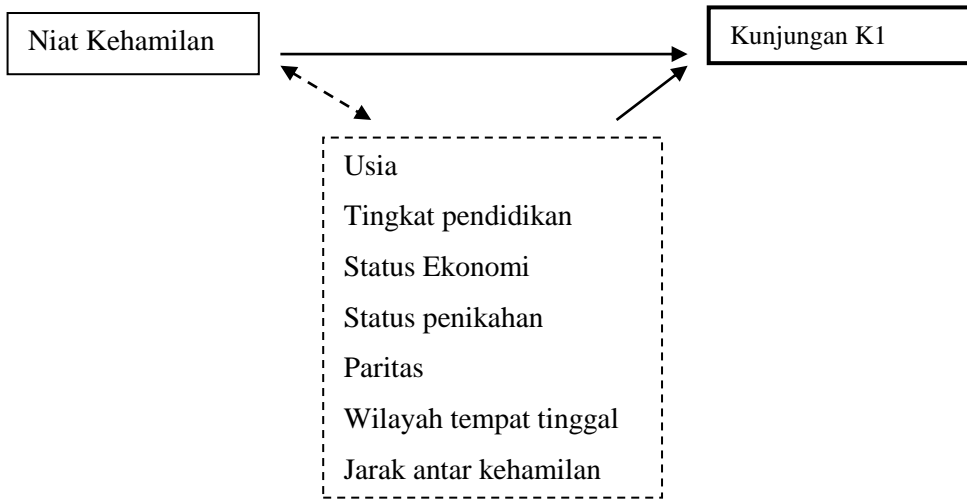 Niat Kehamilan
Kunjungan K1
Usia
Tingkat pendidikan
Status Ekonomi
Status penikahan
Paritas
Wilayah tempat tinggal
Jarak antar kehamilan